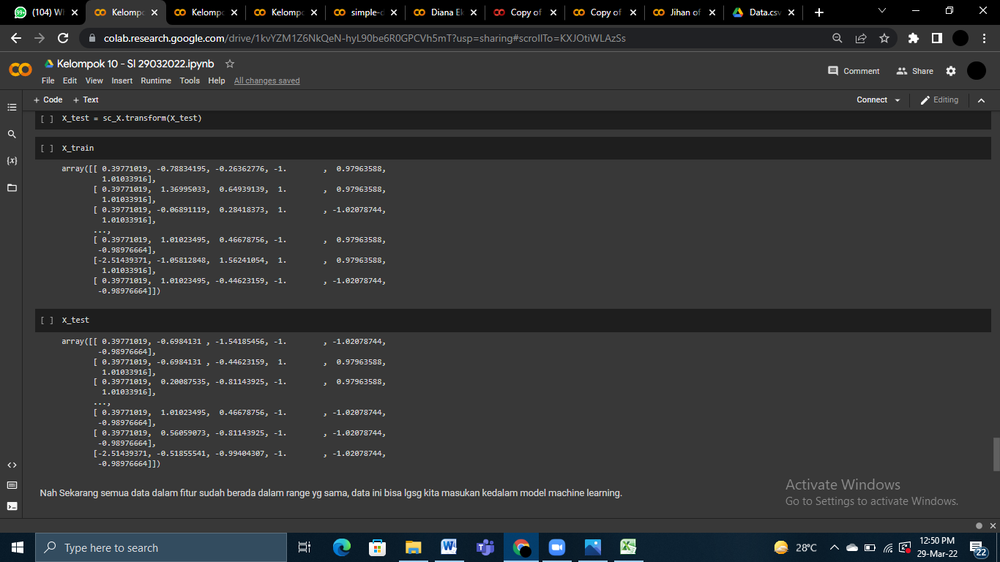 (104) W
Kelomp
Kelomp
Kelomp
simple-
Diana E
Copy of
Copy of
Jihan of
Data.csv
colab.research.google.com/drive/1kvYZM1Z6NkQeN-hyL90be6R0GPCVh5mT?usp=sharing#scrollTo=KXJOtiWLAzSs
Kelompok 10 - SI 29032022.ipynb
File Edit View Insert Runtime Tools Help All changes saved
Comment Share
+ Code + Text
Connect Editing
[ ] X_test = sc_X.transform(X_test)
[ ] X_train
array([[ 0.39771019, -0.78834195, -0.26362776, -1. , 0.97963588,
1.01033916],
[ 0.39771019, 1.36995033, 0.64939139, 1. , 0.97963588,
1.01033916],
[ 0.39771019, -0.06891119, 0.28418373, 1. , -1.02078744,
1.01033916],
...,
[ 0.39771019, 1.01023495, 0.46678756, -1. , 0.97963588,
-0.98976664],
[-2.51439371, -1.05812848, 1.56241054, 1. , 0.97963588,
1.01033916],
[ 0.39771019, 1.01023495, -0.44623159, -1. , -1.02078744,
-0.98976664]])
[ ] X_test
array([[ 0.39771019, -0.6984131 , -1.54185456, -1. , -1.02078744,
-0.98976664],
[ 0.39771019, -0.6984131 , -0.44623159, 1. , 0.97963588,
1.01033916],
[ 0.39771019, 0.20087535, -0.81143925, -1. , 0.97963588,
1.01033916],
...,
[ 0.39771019, 1.01023495, 0.46678756, -1. , -1.02078744,
-0.98976664],
[ 0.39771019, 0.56059073, -0.81143925, -1. , -1.02078744,
-0.98976664],
[-2.51439371, -0.51855541, -0.99404307, -1. , -1.02078744,
-0.98976664]])
Nah Sekarang semua data dalam fitur sudah berada dalam range yg sama, data ini bisa lgsg kita masukan kedalam model machine learning.
Activate Windows
Go to Settings to activate Windows.
Type here to search
28°C
12:50 PM
29-Mar-22
22